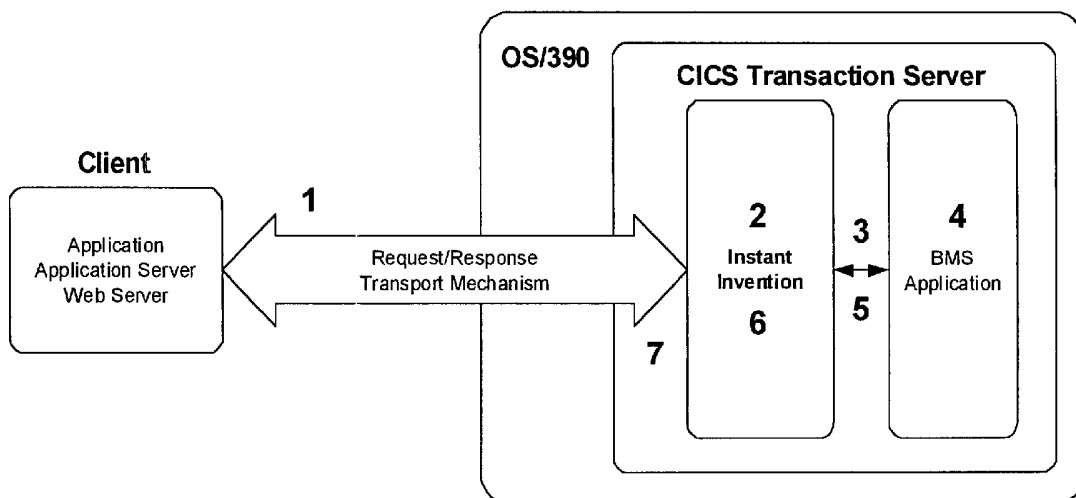 OS/390
CICS Transaction Server
Client
1
Application
Application Server
Web Server
Request/Response
Transport Mechanism
2
Instant
Invention
6
3
5
4
BMS
Application
7